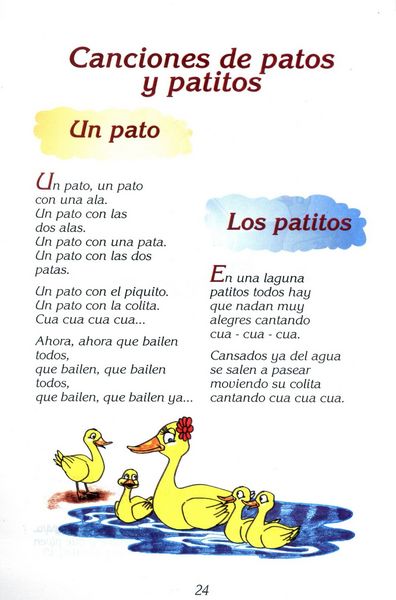 Canciones de patos
y patitos
Un pato
Un pato, un pato
con una ala.
Un pato con las
dos alas.
Un pato con una pata.
Un pato con las dos
patas.
Un pato con el piquito.
Un pato con la colita.
Cua cua cua cua...
Ahora, ahora que bailen
todos,
que bailen, que bailen
todos,
que bailen, que bailen ya...
Los patitos
En una laguna
patitos todos hay
que nadan muy
alegres cantando
cua - cua - cua.
Cansados ya del agua
se salen a pasear
moviendo su colita
cantando cua cua cua.
24